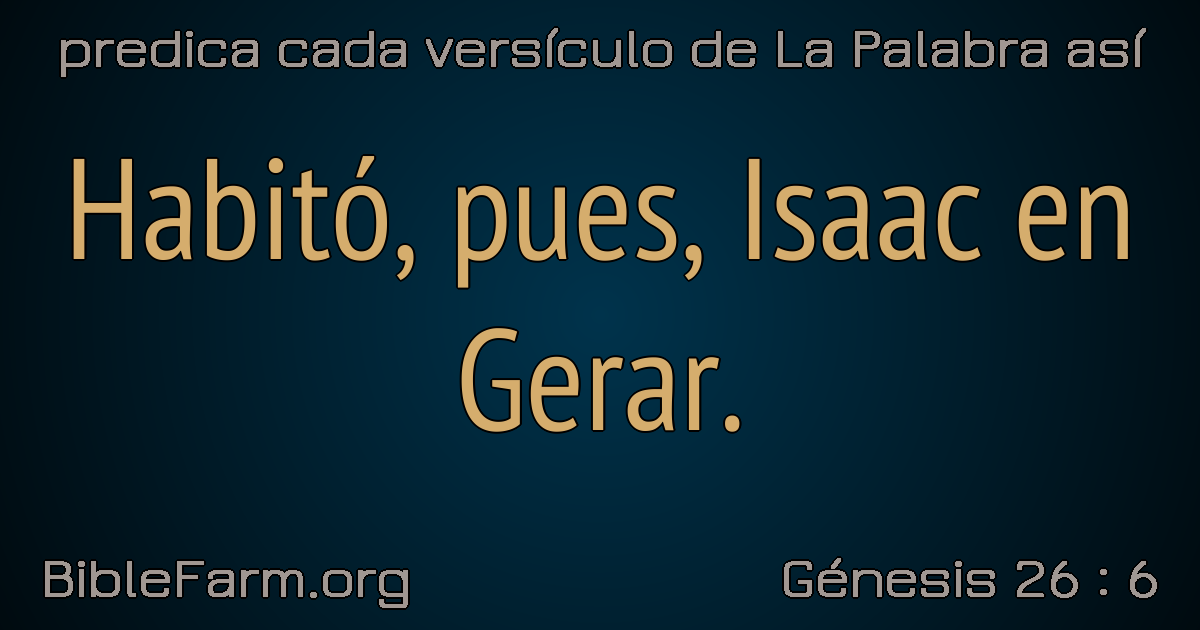 predica cada versículo de La Palabra así
Habitó, pues, Isaac en
Gerar.
BibleFarm.org
Génesis 26 : 6